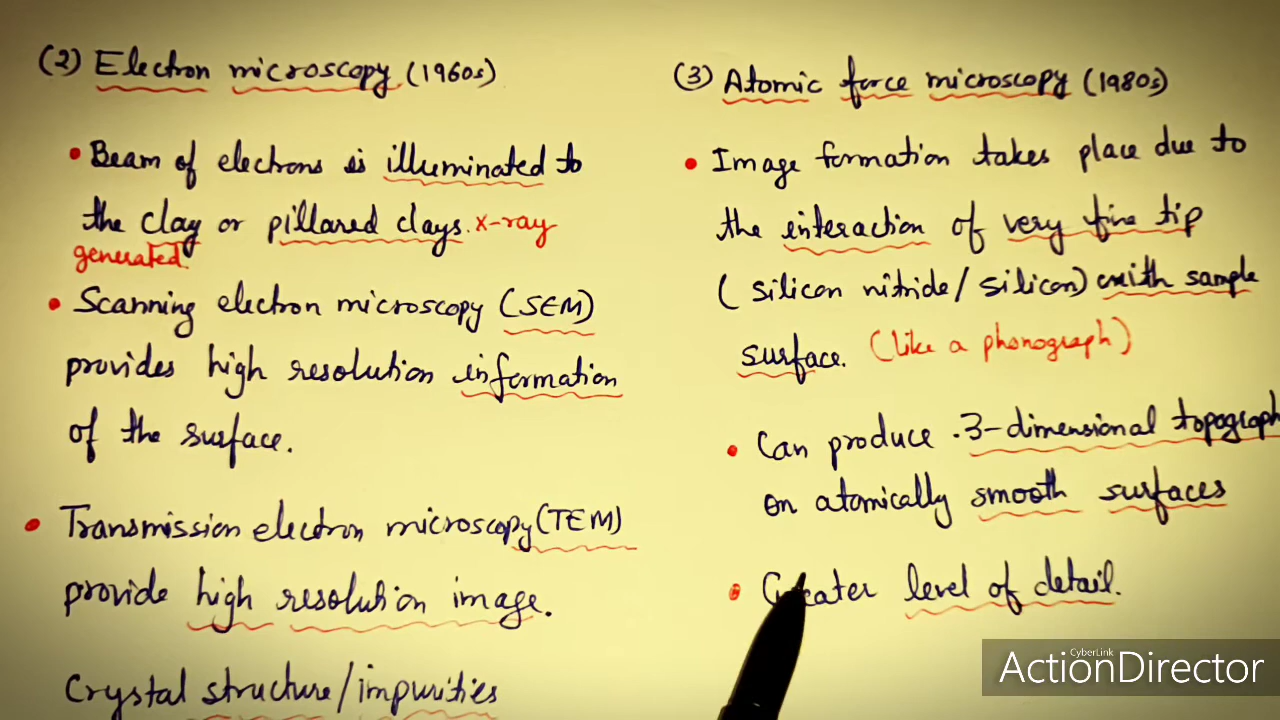 (2) Electron microscopy (1960s)
• Beam of electrons is illuminated to
the clay or pillared clays. x-ray
generated.
• Scanning electron microscopy (SEM)
provides high resolution information
of the surface.
• Transmission electron microscopy (TEM)
provide high resolution image.
Crystal structure/impurities
(3) Atomic force microscopy (1980s)
• Image formation takes place due to
the interaction of very fine tip
(silicon nitride/silicon) with sample
surface. (like a phonograph)
• Can produce 3-dimensional topograph
on atomically smooth surfaces
• Greater level of detail.
CyberLink
ActionDirector